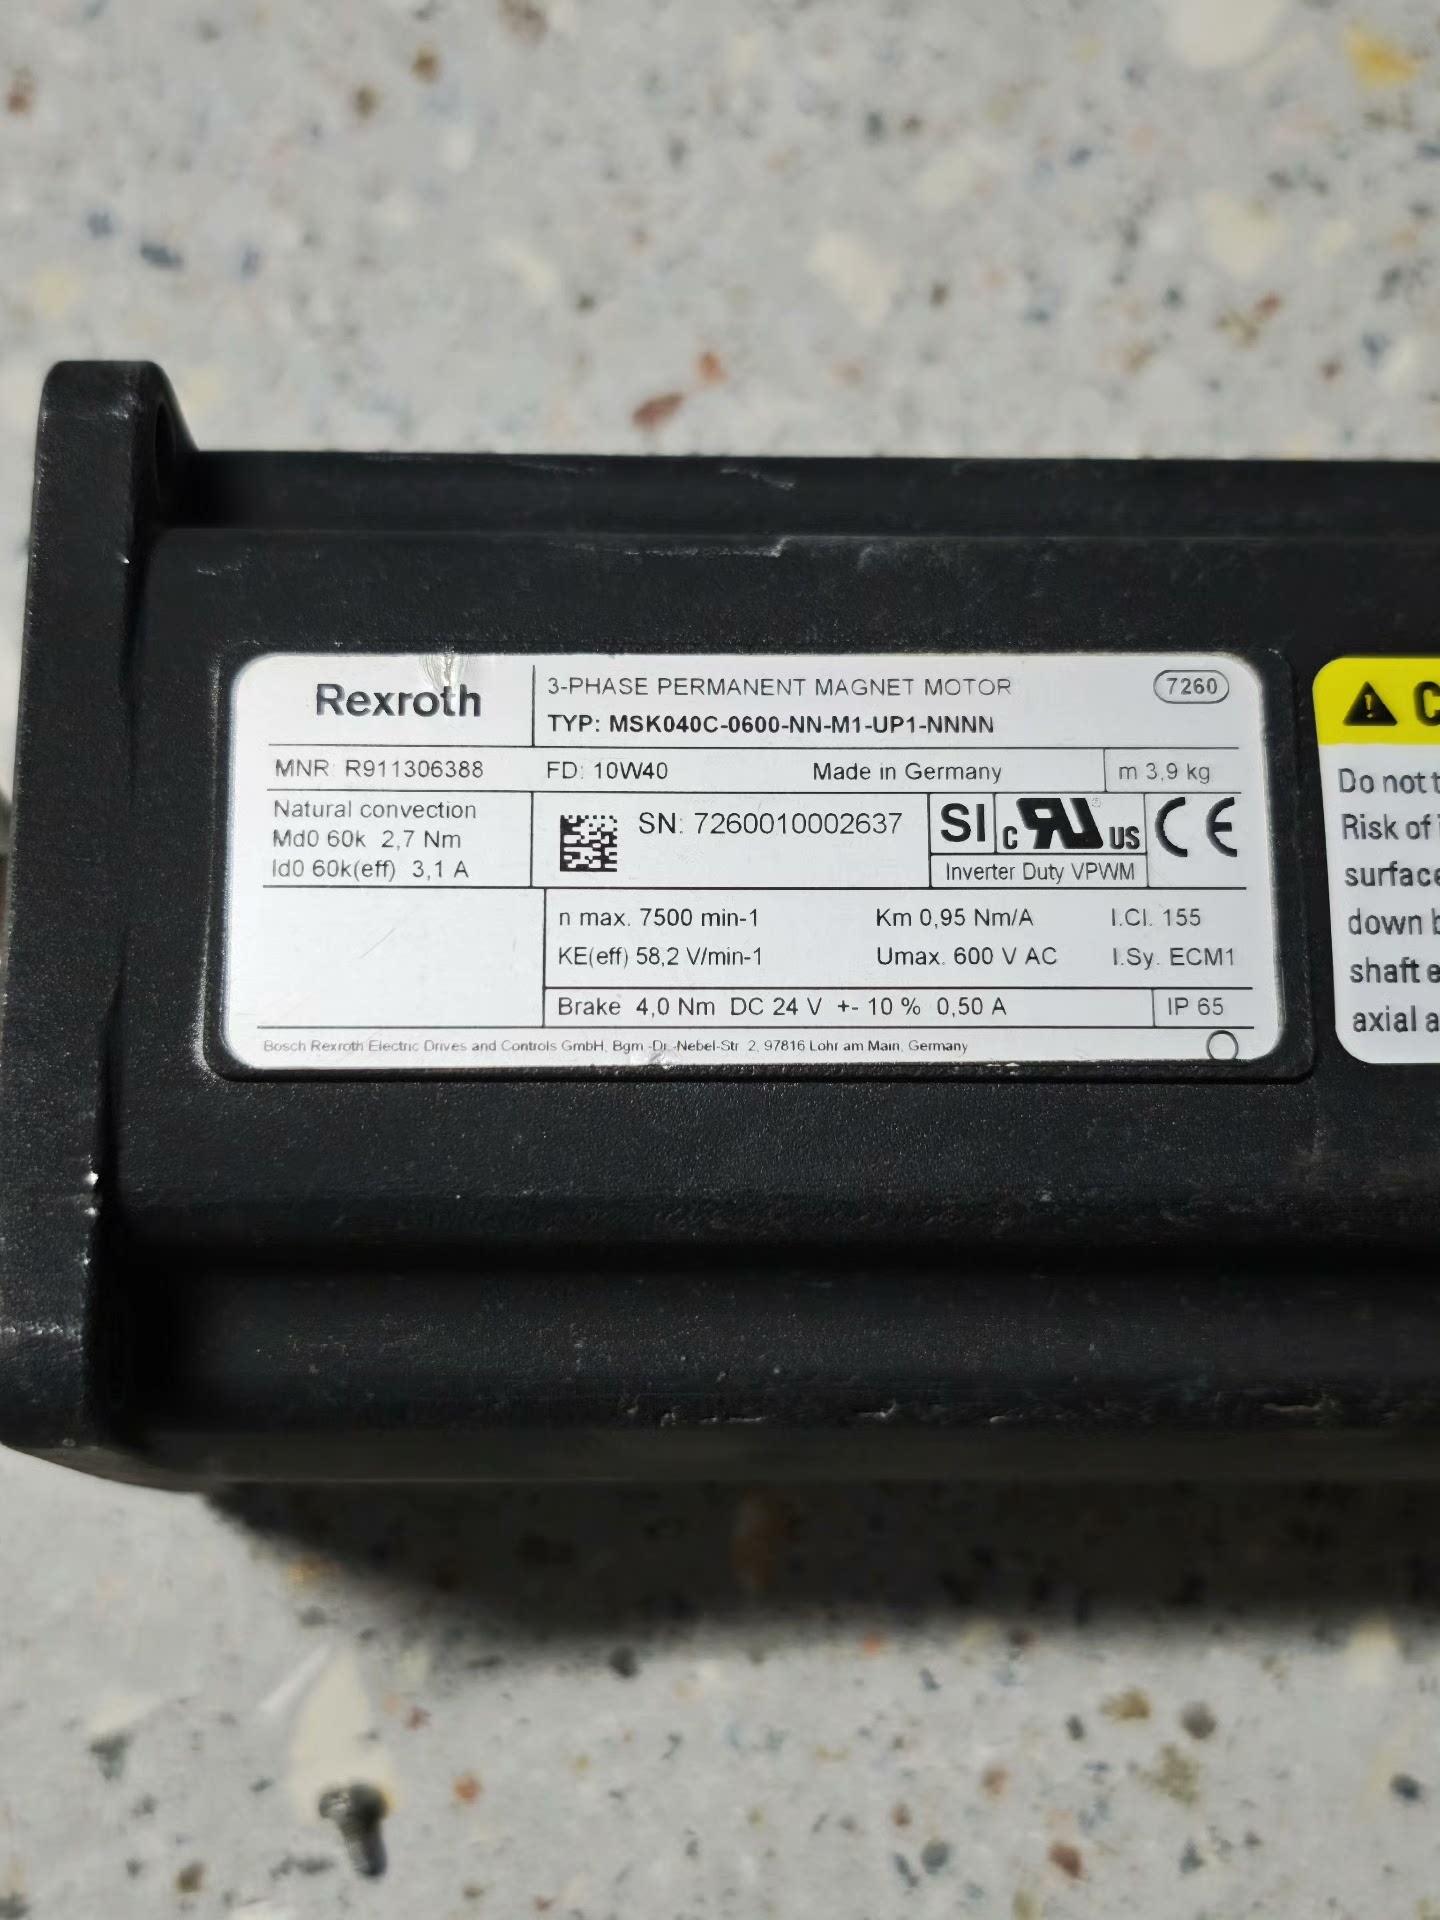 Rexroth
3-PHASE PERMANENT MAGNET MOTOR
7260
TYP: MSK040C-0600-NN-M1-UP1-NNNN
MNR: R911306388
FD: 10W40
Made in Germany
m 3,9 kg
Natural convection
Md0 60k 2,7 Nm
Id0 60k(eff) 3,1 A
SN: 7260010002637
SI
c RU US
CE
Inverter Duty VPWM
n max. 7500 min-1
Km 0,95 Nm/A
I.Cl. 155
KE(eff) 58,2 V/min-1
Umax. 600 V AC
I.Sy. ECM1
Brake 4,0 Nm DC 24 V +- 10 % 0,50 A
IP 65
Bosch Rexroth Electric Drives and Controls GmbH, Bgm.-Dr.-Nebel-Str. 2, 97816 Lohr am Main, Germany
Do not
Risk of
down
axial a